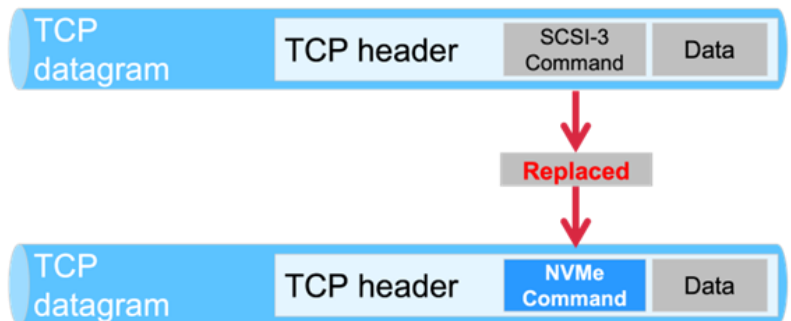 TCP
datagram
TCP header
SCSI-3
Command
Data
Replaced
TCP
datagram
TCP header
NVMe
Command
Data